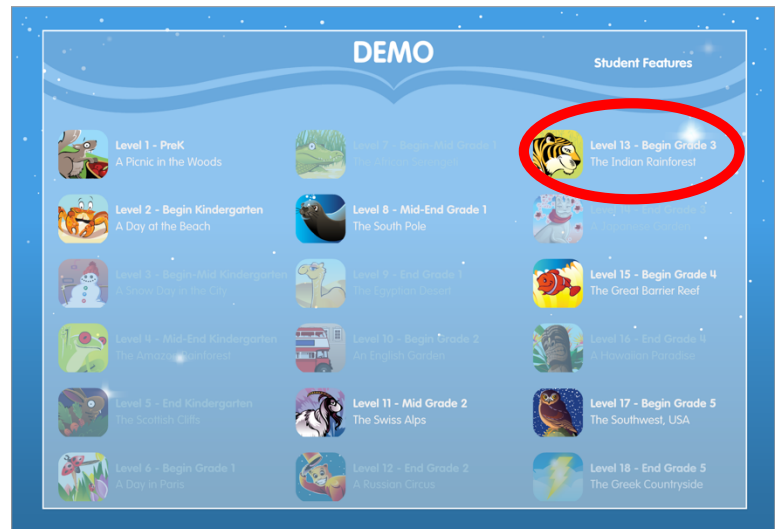 DEMO
Student Features
Level 1 - PreK
A Picnic in the Woods
Level 2 - Begin Kindergarten
A Day at the Beach
Level 3 - Begin-Mid Kindergarten
A Snow Day in the City
Level 4 - Mid-End Kindergarten
The Amazon Rainforest
Level 5 - End Kindergarten
The Scottish Cliffs
Level 6 - Begin Grade 1
A Day in Paris
Level 7 - Begin-Mid Grade 1
The African Serengeti
Level 8 - Mid-End Grade 1
The South Pole
Level 9 - End Grade 1
The Egyptian Desert
Level 10 - Begin Grade 2
An English Garden
Level 11 - Mid Grade 2
The Swiss Alps
Level 12 - End Grade 2
A Russian Circus
Level 13 - Begin Grade 3
The Indian Rainforest
Level 14 - End Grade 3
A Japanese Garden
Level 15 - Begin Grade 4
The Great Barrier Reef
Level 16 - End Grade 4
A Hawaiian Paradise
Level 17 - Begin Grade 5
The Southwest, USA
Level 18 - End Grade 5
The Greek Countryside